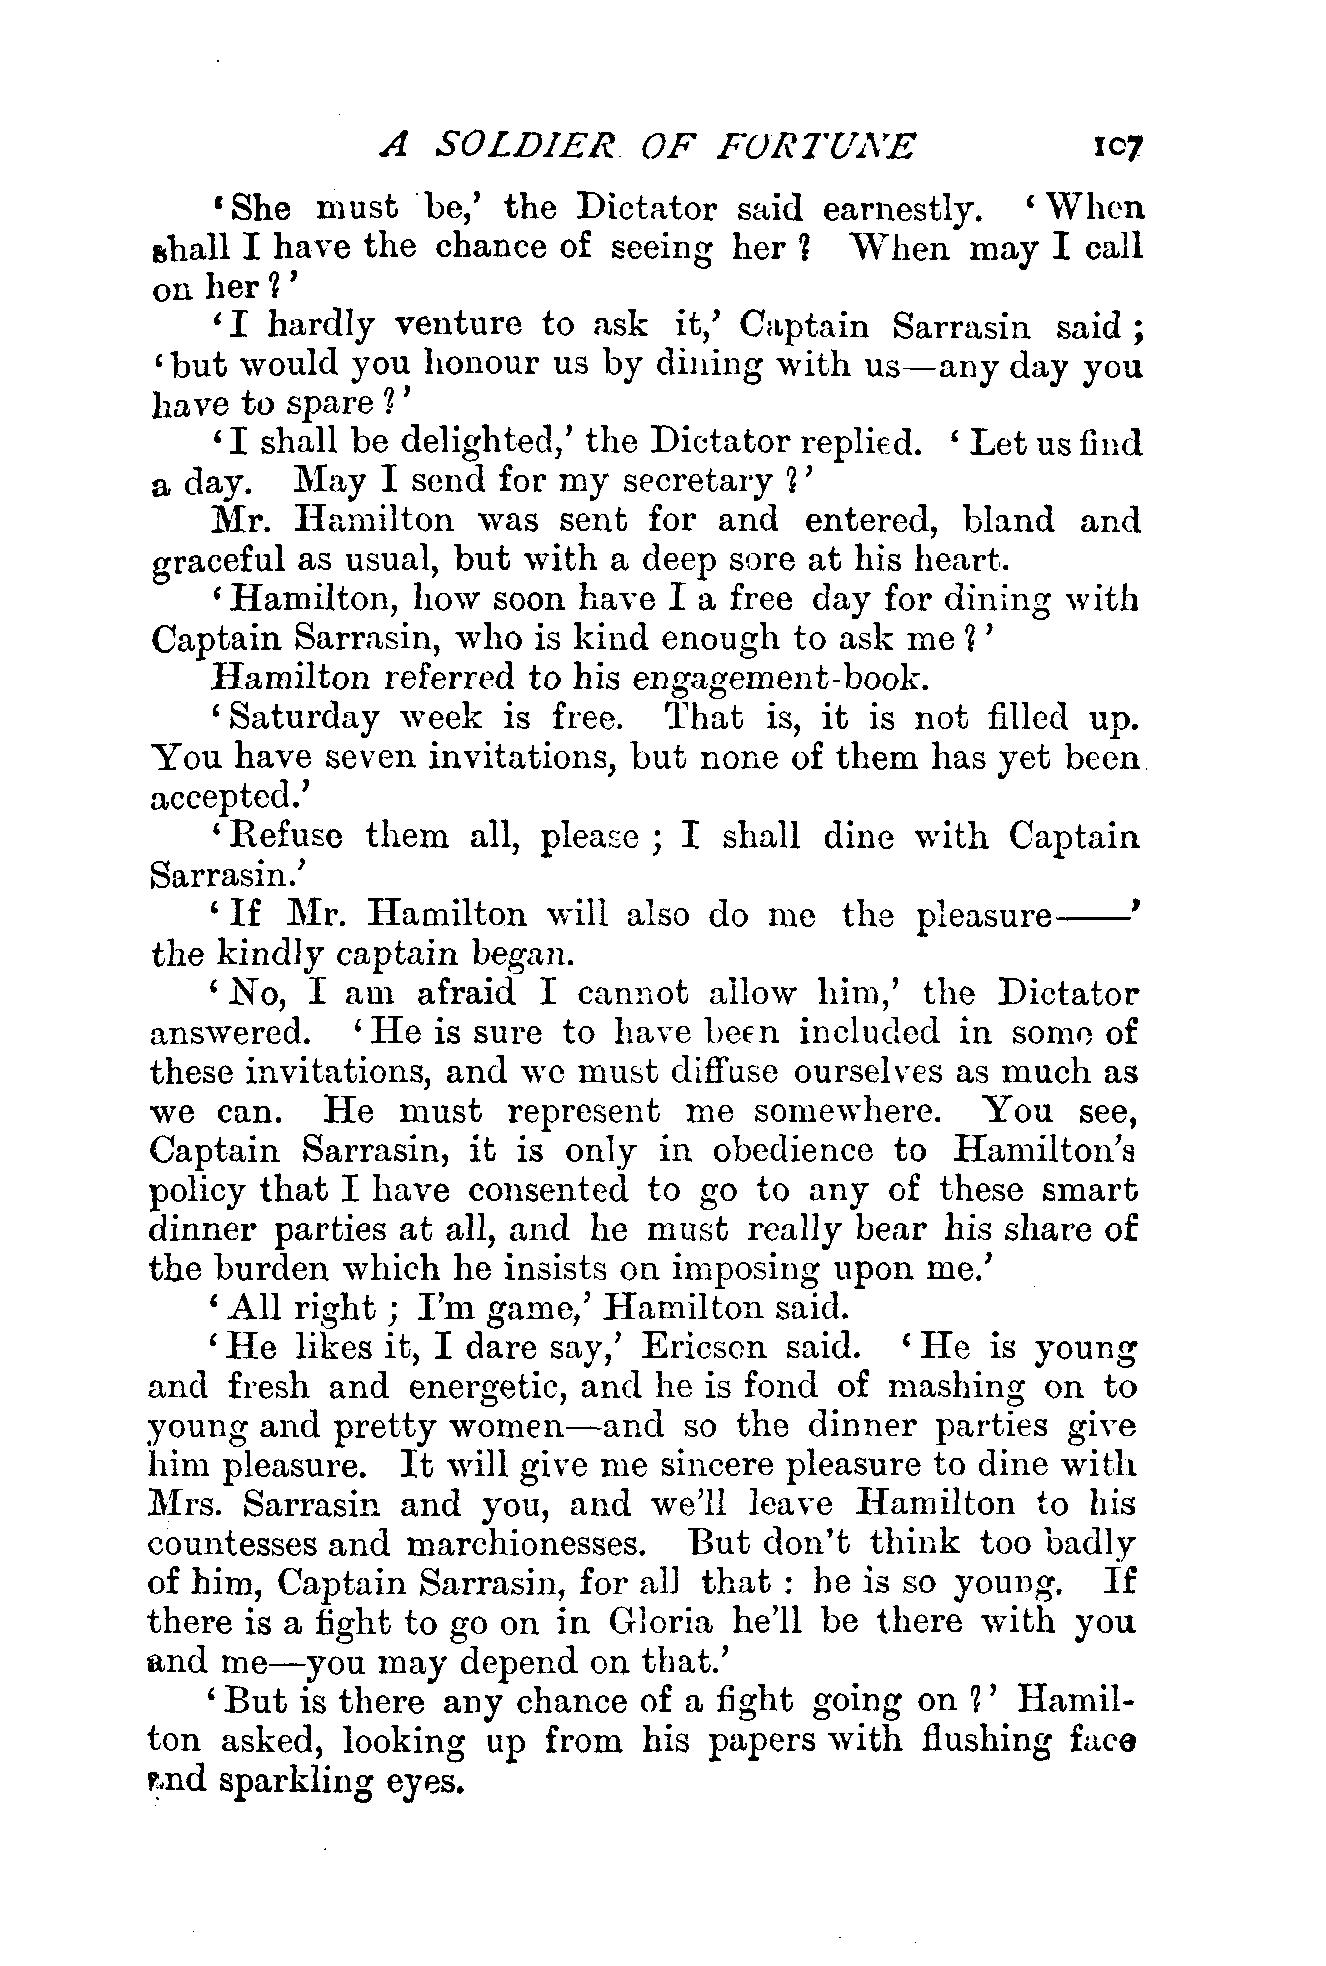 A SOLDIER OF FORTUNE 107
‘She must be,’ the Dictator said earnestly. ‘When
shall I have the chance of seeing her? When may I call
on her?’
‘I hardly venture to ask it,’ Captain Sarrasin said;
‘but would you honour us by dining with us—any day you
have to spare?’
‘I shall be delighted,’ the Dictator replied. ‘Let us find
a day. May I send for my secretary?’
Mr. Hamilton was sent for and entered, bland and
graceful as usual, but with a deep sore at his heart.
‘Hamilton, how soon have I a free day for dining with
Captain Sarrasin, who is kind enough to ask me?’
Hamilton referred to his engagement-book.
‘Saturday week is free. That is, it is not filled up.
You have seven invitations, but none of them has yet been
accepted.’
‘Refuse them all, please; I shall dine with Captain
Sarrasin.’
‘If Mr. Hamilton will also do me the pleasure——’
the kindly captain began.
‘No, I am afraid I cannot allow him,’ the Dictator
answered. ‘He is sure to have been included in some of
these invitations, and we must diffuse ourselves as much as
we can. He must represent me somewhere. You see,
Captain Sarrasin, it is only in obedience to Hamilton's
policy that I have consented to go to any of these smart
dinner parties at all, and he must really bear his share of
the burden which he insists on imposing upon me.’
‘All right; I'm game,’ Hamilton said.
‘He likes it, I dare say,’ Ericson said. ‘He is young
and fresh and energetic, and he is fond of mashing on to
young and pretty women—and so the dinner parties give
him pleasure. It will give me sincere pleasure to dine with
Mrs. Sarrasin and you, and we'll leave Hamilton to his
countesses and marchionesses. But don't think too badly
of him, Captain Sarrasin, for all that: he is so young. If
there is a fight to go on in Gloria he'll be there with you
and me—you may depend on that.’
‘But is there any chance of a fight going on?’ Hamil-
ton asked, looking up from his papers with flushing face
and sparkling eyes.